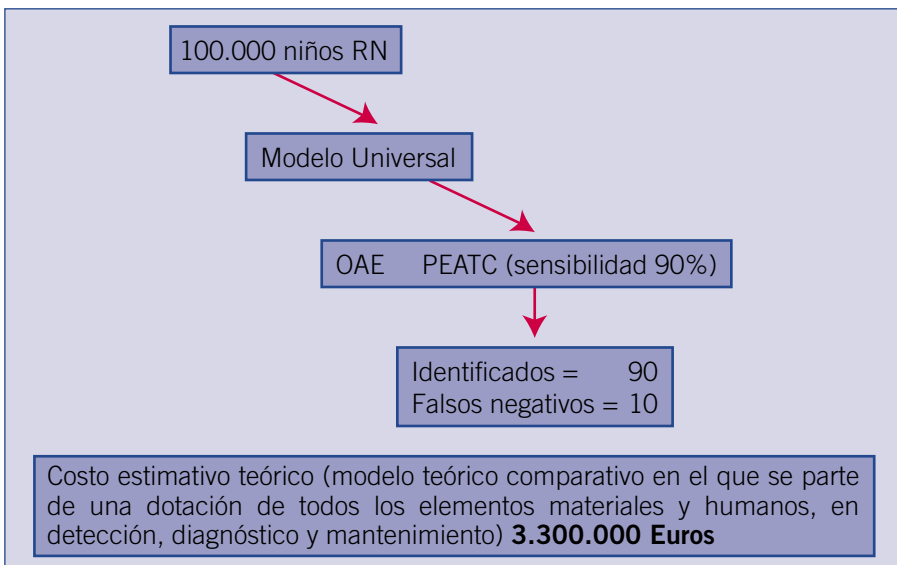 100.000 niños RN
Modelo Universal
OAE PEATC (sensibilidad 90%)
Identificados = 90
Falsos negativos = 10
Costo estimativo teórico (modelo teórico comparativo en el que se parte
de una dotación de todos los elementos materiales y humanos, en
detección, diagnóstico y mantenimiento) 3.300.000 Euros